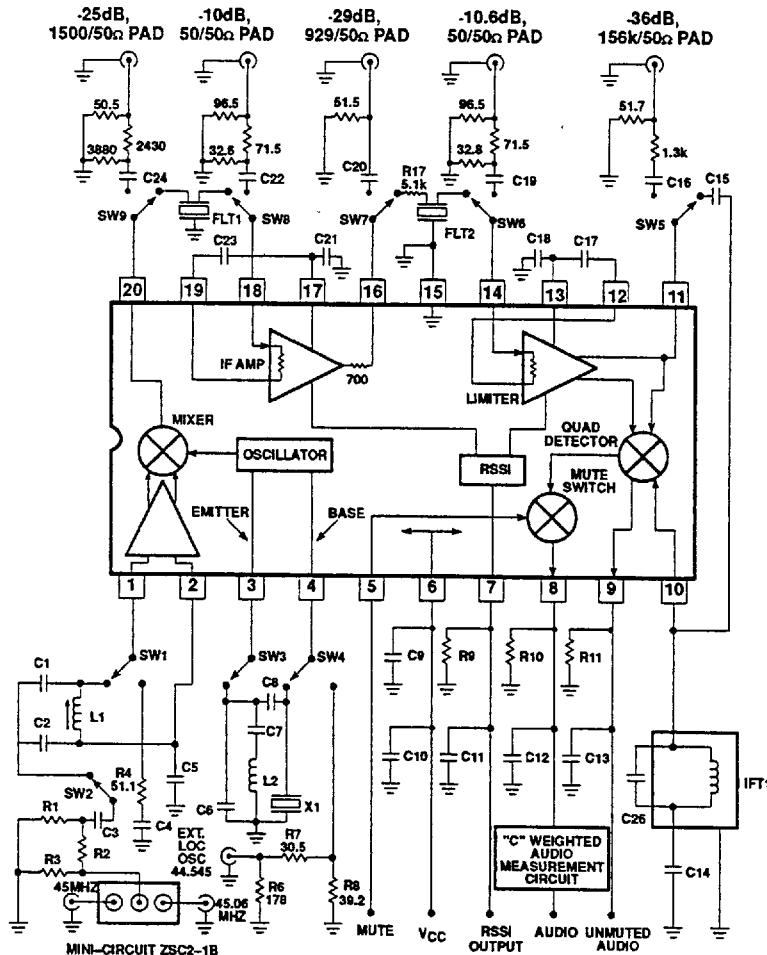 -25dB,
1500/50Ω PAD
-10dB,
50/50Ω PAD
-29dB,
929/50Ω PAD
-10.6dB,
50/50Ω PAD
-36dB,
156k/50Ω PAD
50.5
2430
3880
C24
96.5
71.5
32.6
C22
51.5
C20
96.5
71.5
32.8
C19
51.7
1.3k
C16
C15
SW9
FLT1
SW8
SW7
R17
5.1k
FLT2
SW6
SW5
C23
C21
C18
C17
20
19
18
17
16
15
14
13
12
11
IF AMP
700
LIMITER
MIXER
OSCILLATOR
RSSI
QUAD
DETECTOR
MUTE
SWITCH
EMITTER
BASE
1
2
3
4
5
6
7
8
9
10
SW1
SW3
SW4
C1
L1
C2
C5
R4
51.1
C4
SW2
C3
R1
R2
R3
C8
C7
L2
C6
X1
C9
R9
R10
R11
C10
C11
C12
C13
IFT1
C26
C14
EXT.
LOC
OSC
44.545
R7
30.5
R6
178
R8
39.2
45MHZ
45.06
MHZ
MINI–CIRCUIT ZSC2–1B
"C" WEIGHTED
AUDIO
MEASUREMENT
CIRCUIT
MUTE
VCC
RSSI
OUTPUT
AUDIO
UNMUTED
AUDIO